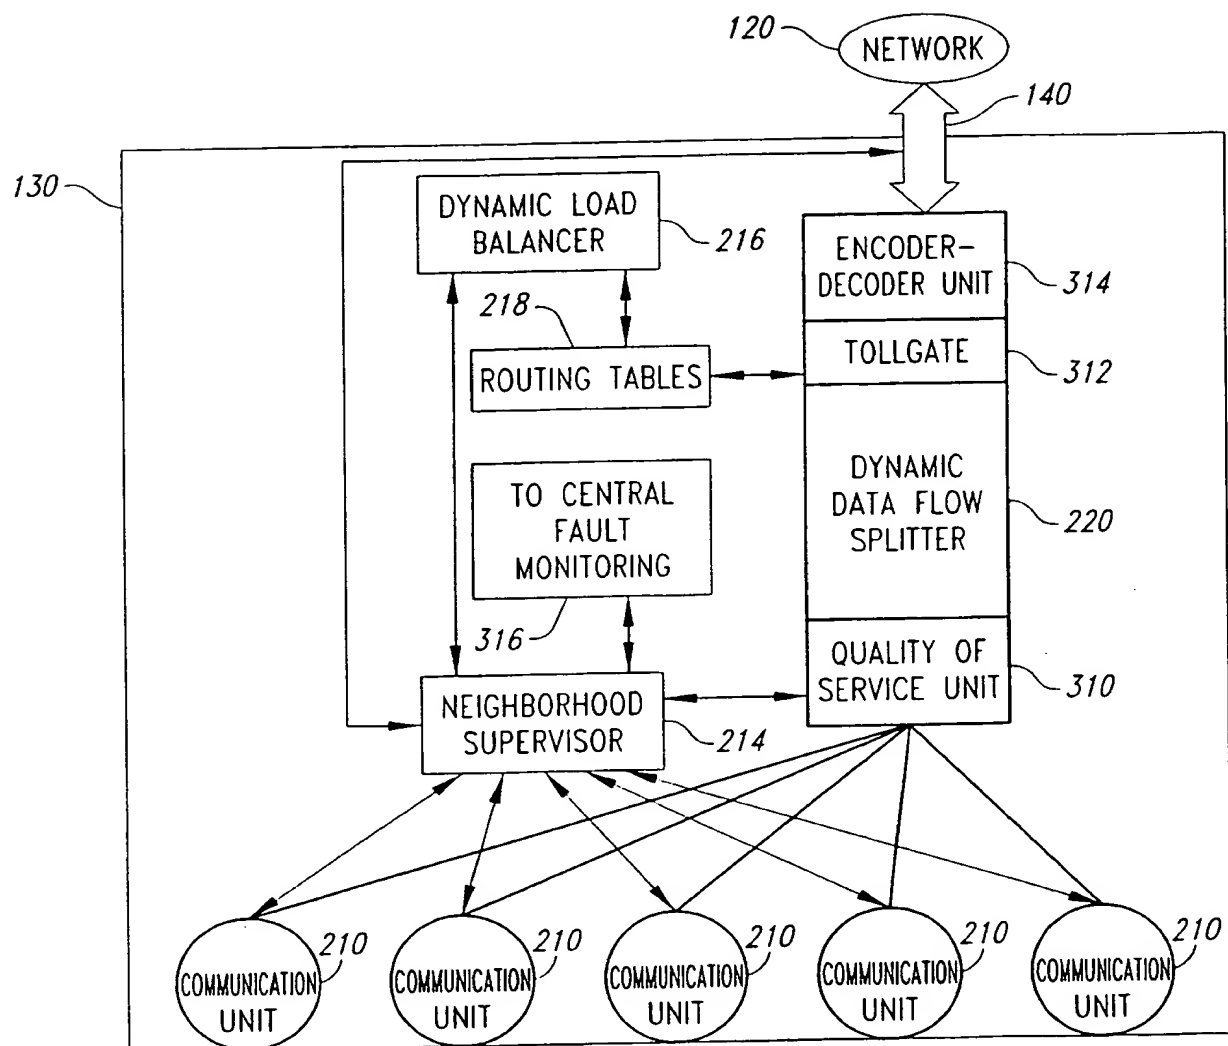 120
NETWORK
140
130
DYNAMIC LOAD
BALANCER
216
ENCODER–
DECODER UNIT
314
218
ROUTING TABLES
TOLLGATE
312
TO CENTRAL
FAULT
MONITORING
316
DYNAMIC
DATA FLOW
SPLITTER
220
QUALITY OF
SERVICE UNIT
310
NEIGHBORHOOD
SUPERVISOR
214
210
COMMUNICATION
UNIT
210
COMMUNICATION
UNIT
210
COMMUNICATION
UNIT
210
COMMUNICATION
UNIT
210
COMMUNICATION
UNIT